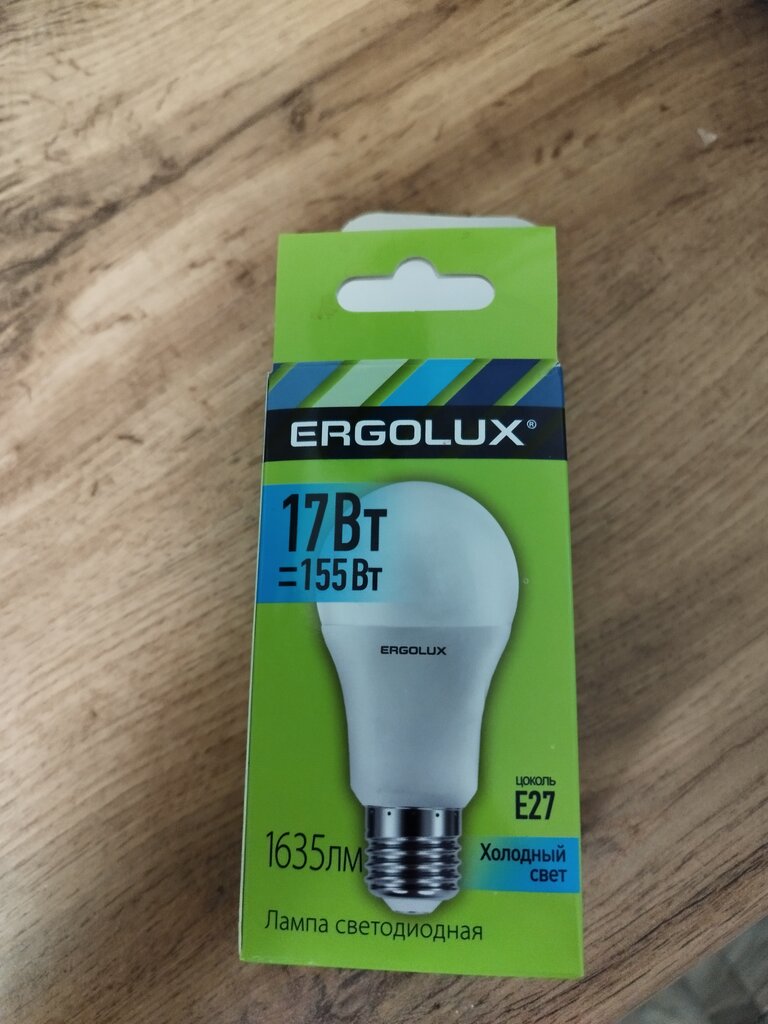 ERGOLUX®
17Вт
=155Вт
ERGOLUX
цоколь
E27
1635лм
Холодный
свет
Лампа светодиодная